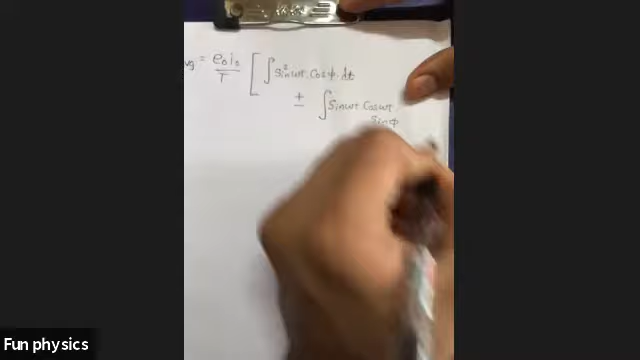 vg = e₀i₀/T [ ∫ sin²ωt. Cosφ. dt
± ∫ Sinωt Cosωt
Sinφ
Fun physics